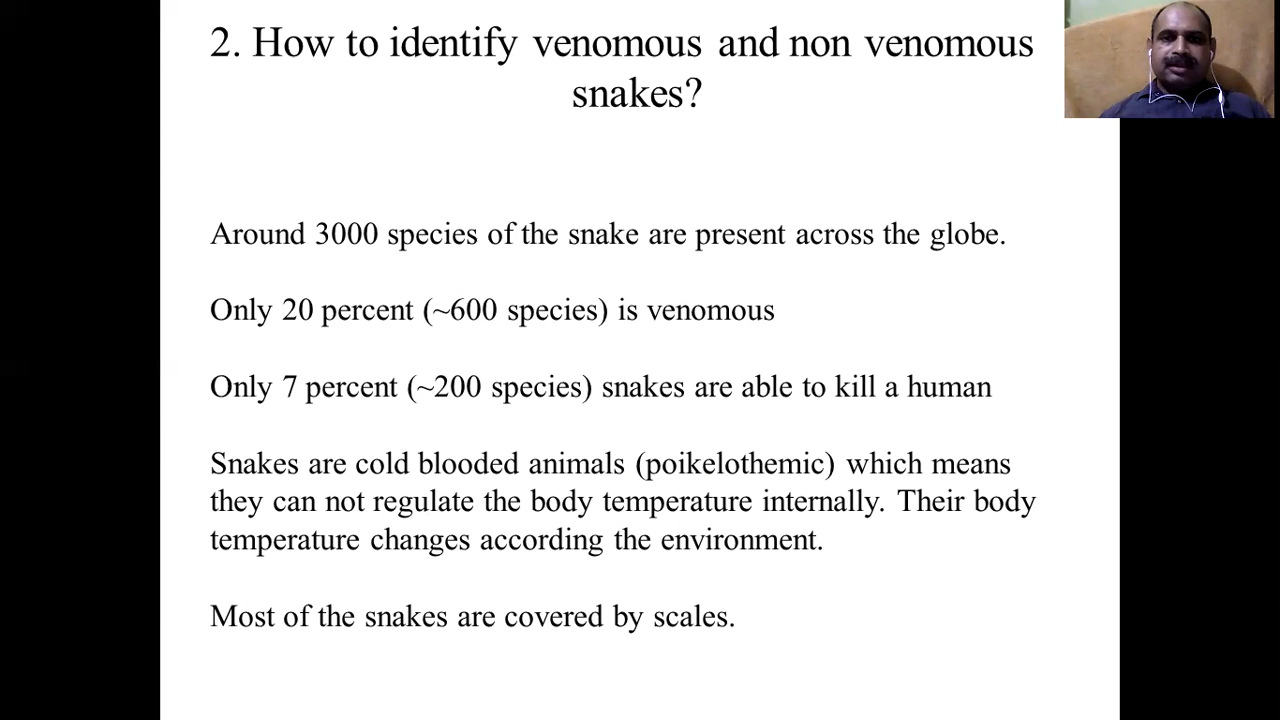 2. How to identify venomous and non venomous
snakes?
Around 3000 species of the snake are present across the globe.
Only 20 percent (~600 species) is venomous
Only 7 percent (~200 species) snakes are able to kill a human
Snakes are cold blooded animals (poikelothemic) which means
they can not regulate the body temperature internally. Their body
temperature changes according the environment.
Most of the snakes are covered by scales.